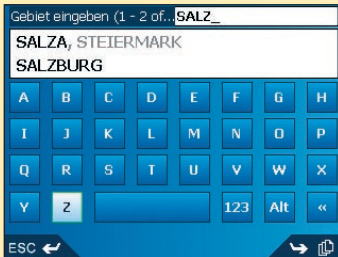 Gebiet eingeben (1 - 2 of...SALZ_
SALZA, STEIERMARK
SALZBURG
A B C D E F G H
I J K L M N O P
Q R S T U V W X
Y Z 123 Alt «
ESC